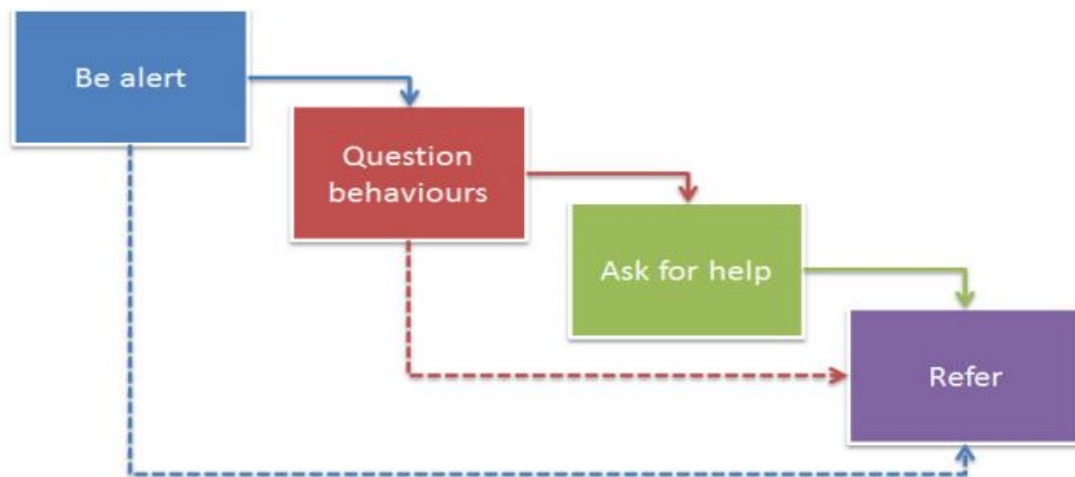 Be alert
Question
behaviours
Ask for help
Refer